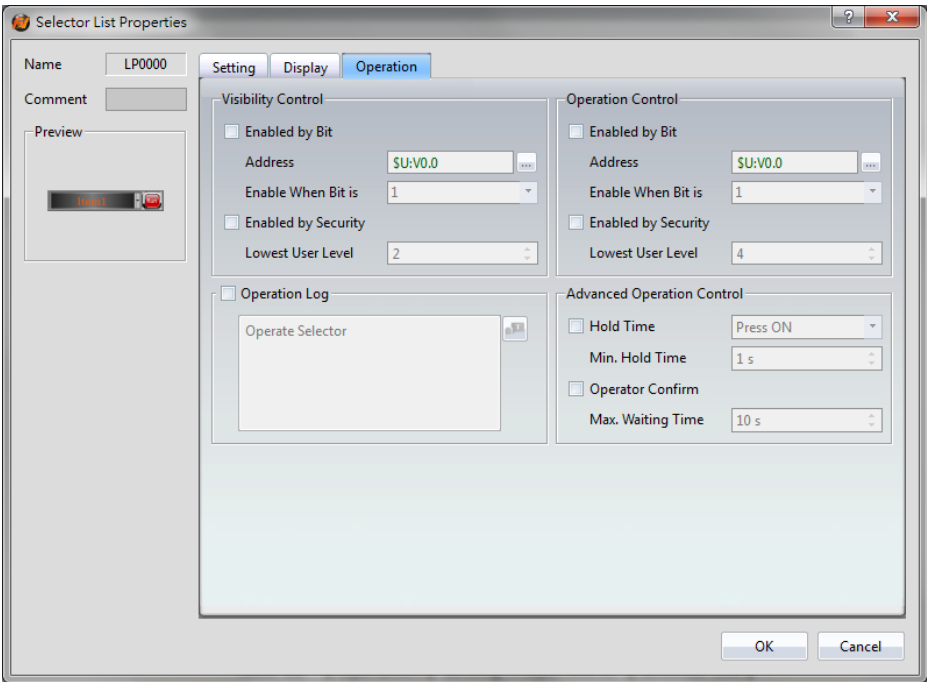 Selector List Properties
Name LP0000
Comment
Preview
Input
Setting Display Operation
Visibility Control
Enabled by Bit
Address $U:V0.0 ...
Enable When Bit is 1
Enabled by Security
Lowest User Level 2
Operation Control
Enabled by Bit
Address $U:V0.0 ...
Enable When Bit is 1
Enabled by Security
Lowest User Level 4
Operation Log
Operate Selector
Advanced Operation Control
Hold Time Press ON
Min. Hold Time 1 s
Operator Confirm
Max. Waiting Time 10 s
OK Cancel